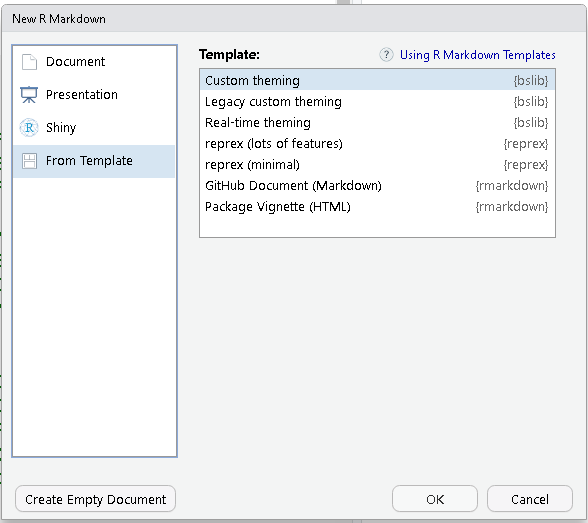 New R Markdown
Document
Presentation
Shiny
From Template
Template:
? Using R Markdown Templates
Custom theming {bslib}
Legacy custom theming {bslib}
Real-time theming {bslib}
reprex (lots of features) {reprex}
reprex (minimal) {reprex}
GitHub Document (Markdown) {rmarkdown}
Package Vignette (HTML) {rmarkdown}
Create Empty Document
OK
Cancel